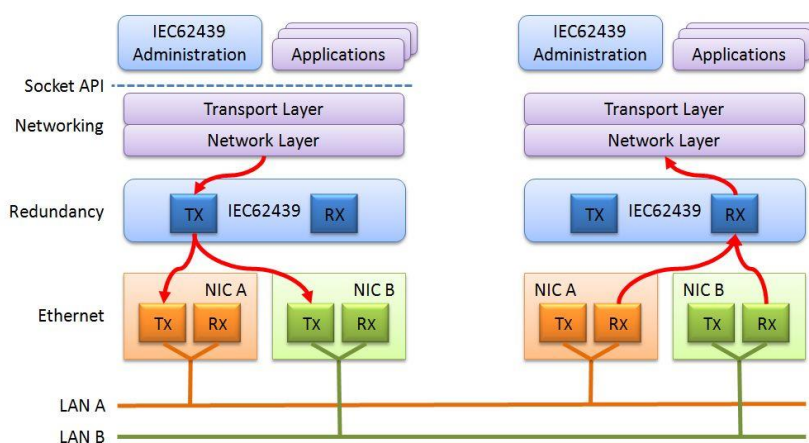 IEC62439
Administration
Applications
IEC62439
Administration
Applications
Socket API
Networking
Transport Layer
Network Layer
Transport Layer
Network Layer
Redundancy
TX
IEC62439
RX
TX
IEC62439
RX
Ethernet
NIC A
Tx
Rx
NIC B
Tx
Rx
NIC A
Tx
Rx
NIC B
Tx
Rx
LAN A
LAN B